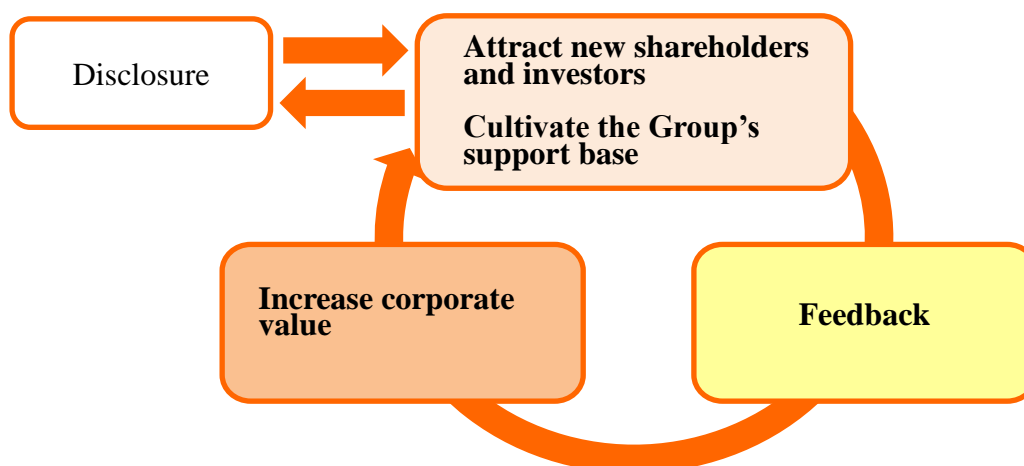 Disclosure
Attract new shareholders
and investors
Cultivate the Group’s
support base
Increase corporate
value
Feedback